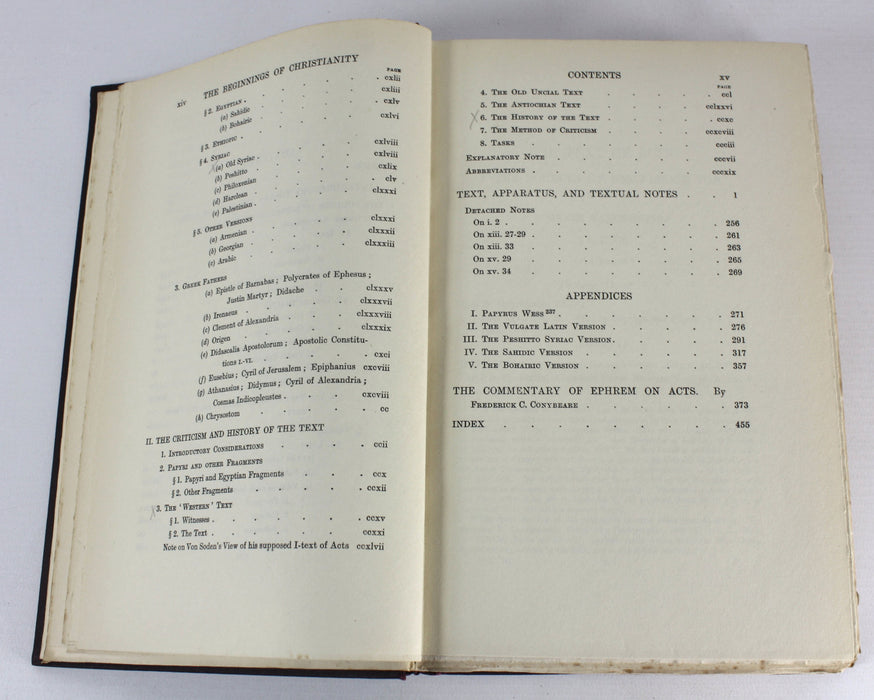 xiv THE BEGINNINGS OF CHRISTIANITY
PAGE
cxlii
§ 2. Egyptian . . . . . . cxliii
(a) Sahidic . . . . . cxlv
(b) Bohairic
cxlvi
§ 3. Ethiopic .
§ 4. Syriac . . . . . . cxlviii
(a) Old Syriac . . . . . cxlviii
(b) Peshitto . . . . . cxlix
(c) Philoxenian . . . . . clv
(d) Harclean . . . . . clxxxi
(e) Palestinian .
§ 5. Other Versions . . . . . clxxxi
(a) Armenian . . . . . clxxxii
(b) Georgian . . . . . clxxxiii
(c) Arabic
3. Greek Fathers
(a) Epistle of Barnabas; Polycrates of Ephesus;
Justin Martyr; Didache . . . clxxxv
(b) Irenaeus . . . . . clxxxvii
(c) Clement of Alexandria . . . . clxxxviii
(d) Origen . . . . . clxxxix
(e) Didascalia Apostolorum; Apostolic Constitu-
tions I.-VI. . . . . . cxci
(f) Eusebius; Cyril of Jerusalem; Epiphanius cxcviii
(g) Athanasius; Didymus; Cyril of Alexandria;
Cosmas Indicopleustes . . . . cxcviii
(h) Chrysostom . . . . . cc
II. THE CRITICISM AND HISTORY OF THE TEXT
1. Introductory Considerations . . . . ccii
2. Papyri and other Fragments
§ 1. Papyri and Egyptian Fragments . . . ccx
§ 2. Other Fragments . . . . . ccxii
3. The ‘Western’ Text
§ 1. Witnesses . . . . . . ccxv
§ 2. The Text . . . . . . ccxxi
Note on Von Soden's View of his supposed I-text of Acts ccxlvii
CONTENTS xv
PAGE
4. The Old Uncial Text . . . . . ccl
5. The Antiochian Text . . . . . cclxxvi
6. The History of the Text . . . . ccxc
7. The Method of Criticism . . . . ccxcviii
8. Tasks . . . . . . . ccciii
Explanatory Note . . . . . . cccvii
Abbreviations . . . . . . . cccxix
TEXT, APPARATUS, AND TEXTUAL NOTES . . 1
Detached Notes
On i. 2 . . . . . . . . 256
On xiii. 27-29 . . . . . . . 261
On xiii. 33 . . . . . . . 263
On xv. 29 . . . . . . . 265
On xv. 34 . . . . . . . 269
APPENDICES
I. Papyrus Wess²³⁷ . . . . . . 271
II. The Vulgate Latin Version . . . . . 276
III. The Peshitto Syriac Version . . . . . 291
IV. The Sahidic Version . . . . . 317
V. The Bohairic Version . . . . . 357
THE COMMENTARY OF EPHREM ON ACTS. By
Frederick C. Conybeare . . . . . . 373
INDEX . . . . . . . . . 455